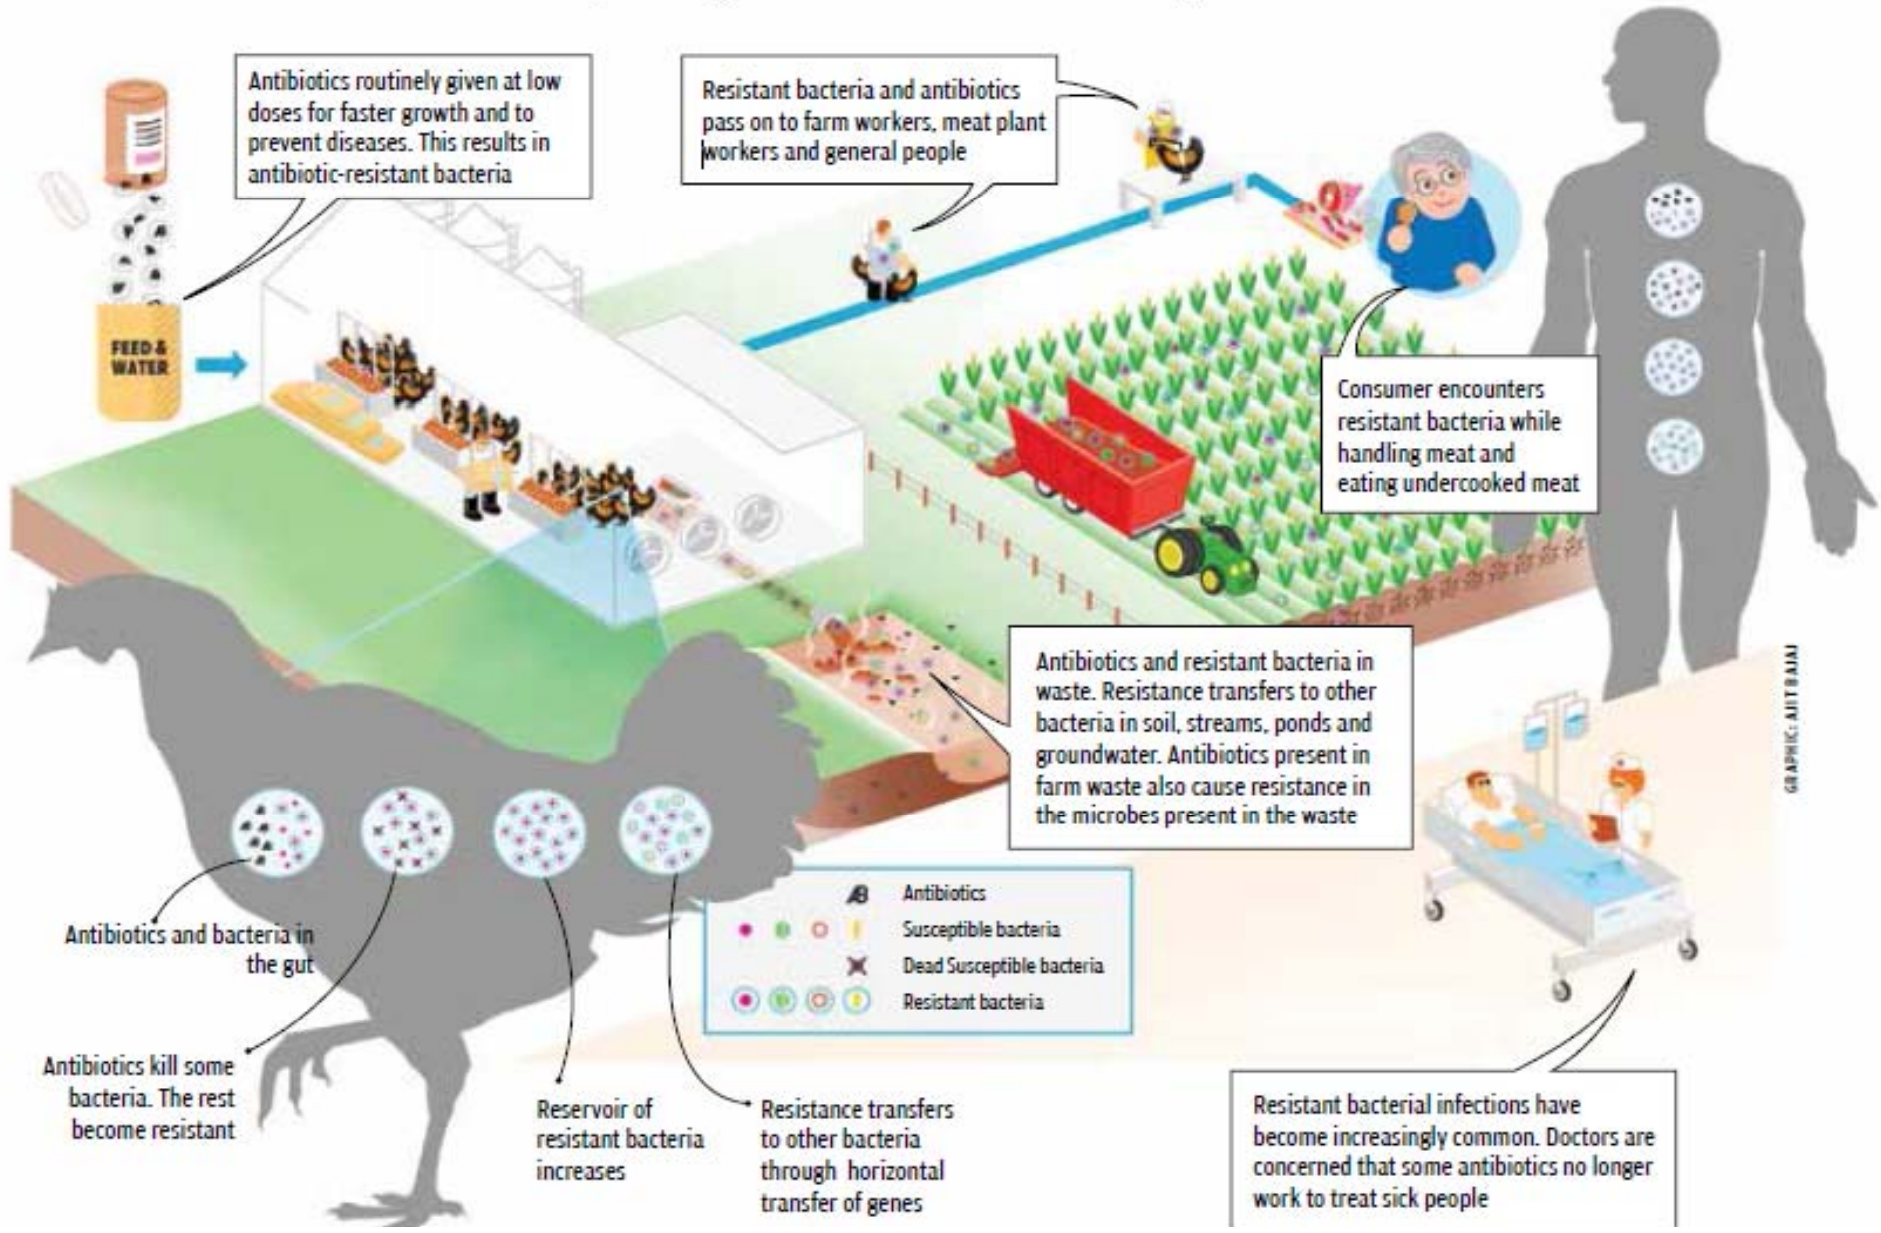 Antibiotics routinely given at low
doses for faster growth and to
prevent diseases. This results in
antibiotic-resistant bacteria
Resistant bacteria and antibiotics
pass on to farm workers, meat plant
workers and general people
FEED &
WATER
Consumer encounters
resistant bacteria while
handling meat and
eating undercooked meat
Antibiotics and resistant bacteria in
waste. Resistance transfers to other
bacteria in soil, streams, ponds and
groundwater. Antibiotics present in
farm waste also cause resistance in
the microbes present in the waste
GRAPHIC: AJIT BAJAJ
Antibiotics and bacteria in
the gut
Antibiotics kill some
bacteria. The rest
become resistant
Reservoir of
resistant bacteria
increases
Resistance transfers
to other bacteria
through horizontal
transfer of genes
AB Antibiotics
Susceptible bacteria
Dead Susceptible bacteria
Resistant bacteria
Resistant bacterial infections have
become increasingly common. Doctors are
concerned that some antibiotics no longer
work to treat sick people